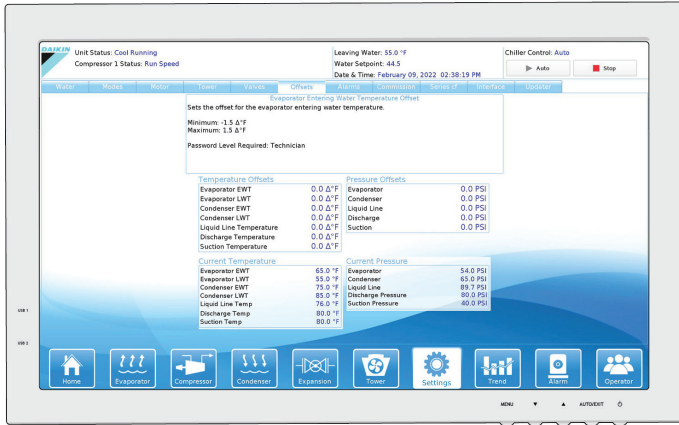 DAIKIN
Unit Status: Cool Running
Compressor 1 Status: Run Speed
Leaving Water: 55.0 °F
Water Setpoint: 44.5
Date & Time: February 09, 2022 02:38:19 PM
Chiller Control: Auto
Auto
Stop
Water Modes Motor Tower Valves Offsets Alarms Commission Series cf Interface Updater
Evaporator Entering Water Temperature Offset
Sets the offset for the evaporator entering water temperature.
Minimum: -1.5 Δ°F
Maximum: 1.5 Δ°F
Password Level Required: Technician
Temperature Offsets
Evaporator EWT 0.0 Δ°F
Evaporator LWT 0.0 Δ°F
Condenser EWT 0.0 Δ°F
Condenser LWT 0.0 Δ°F
Liquid Line Temperature 0.0 Δ°F
Discharge Temperature 0.0 Δ°F
Suction Temperature 0.0 Δ°F
Pressure Offsets
Evaporator 0.0 PSI
Condenser 0.0 PSI
Liquid Line 0.0 PSI
Discharge 0.0 PSI
Suction 0.0 PSI
Current Temperature
Evaporator EWT 65.0 °F
Evaporator LWT 55.0 °F
Condenser EWT 75.0 °F
Condenser LWT 85.0 °F
Liquid Line Temp 76.0 °F
Discharge Temp 80.0 °F
Suction Temp 80.0 °F
Current Pressure
Evaporator 54.0 PSI
Condenser 65.0 PSI
Liquid Line 89.7 PSI
Discharge Pressure 80.0 PSI
Suction Pressure 40.0 PSI
USB 1
USB 2
Home Evaporator Compressor Condenser Expansion Tower Settings Trend Alarm Operator
MENU ▼ ▲ AUTO/EXIT